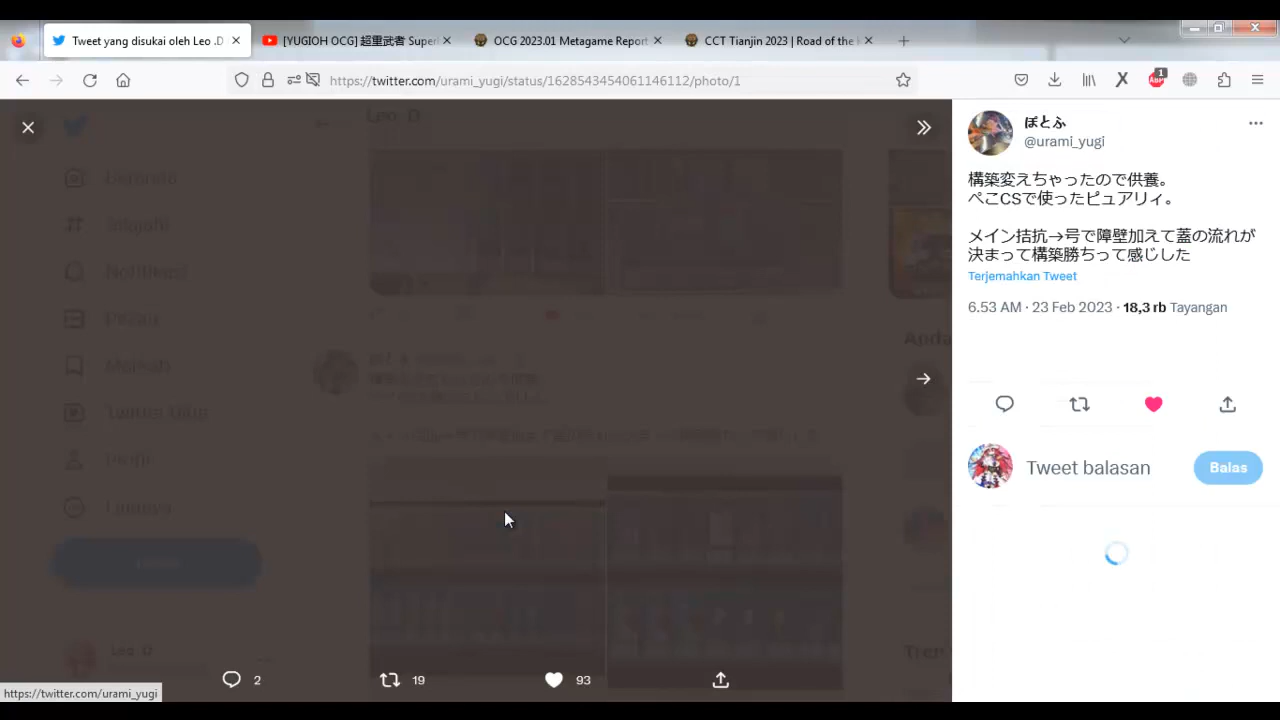 Tweet yang disukai oleh Leo .D
[YUGIOH OCG] 超重武者 Super
OCG 2023.01 Metagame Report
CCT Tianjin 2023 | Road of the
https://twitter.com/urami_yugi/status/1628543454061146112/photo/1
1
Leo_D
ぽとふ
@urami_yugi
構築変えちゃったので供養。
ぺこCSで使ったピュアリィ。
メイン拮抗→号で障壁加えて蓋の流れが
決まって構築勝ちって感じした
Terjemahkan Tweet
6.53 AM · 23 Feb 2023 · 18,3 rb Tayangan
Tweet balasan
Balas
2
19
93
https://twitter.com/urami_yugi